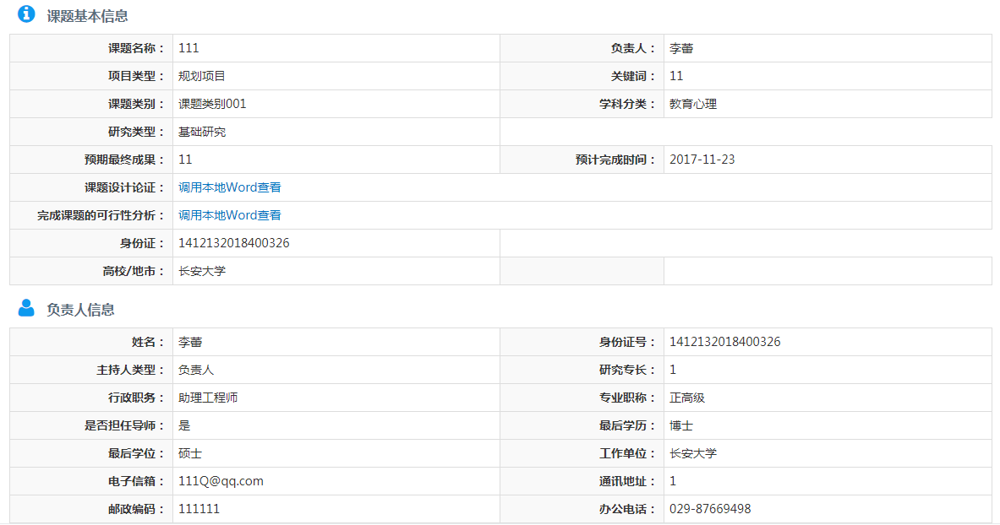 课题基本信息
课题名称： 111 负责人： 李蕾
项目类型： 规划项目 关键词： 11
课题类别： 课题类别001 学科分类： 教育心理
研究类型： 基础研究
预期最终成果： 11 预计完成时间： 2017-11-23
课题设计论证： 调用本地Word查看
完成课题的可行性分析： 调用本地Word查看
身份证： 1412132018400326
高校/地市： 长安大学
负责人信息
姓名： 李蕾 身份证号： 1412132018400326
主持人类型： 负责人 研究专长： 1
行政职务： 助理工程师 专业职称： 正高级
是否担任导师： 是 最后学历： 博士
最后学位： 硕士 工作单位： 长安大学
电子信箱： 111Q@qq.com 通讯地址： 1
邮政编码： 111111 办公电话： 029-87669498